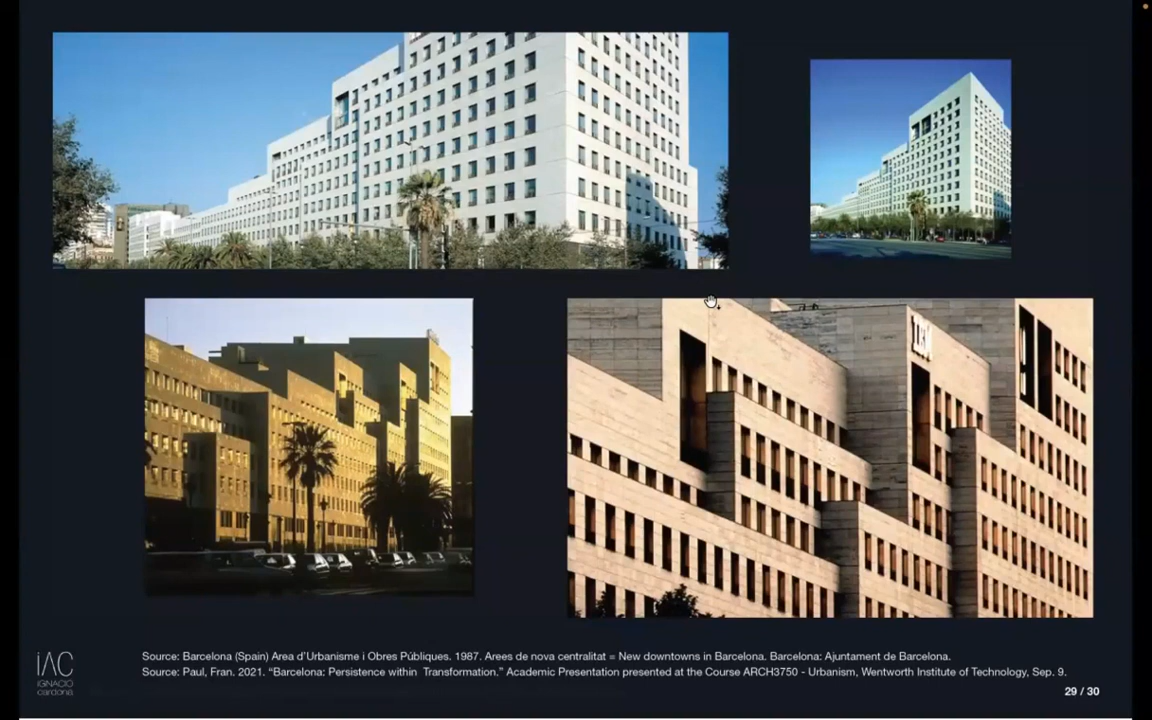 IBM
Source: Barcelona (Spain) Area d'Urbanisme i Obres Públiques. 1987. Arees de nova centralitat = New downtowns in Barcelona. Barcelona: Ajuntament de Barcelona.
Source: Paul, Fran. 2021. “Barcelona: Persistence within Transformation.” Academic Presentation presented at the Course ARCH3750 - Urbanism, Wentworth Institute of Technology, Sep. 9.
iAC
iGNACiO
cardona
29 / 30